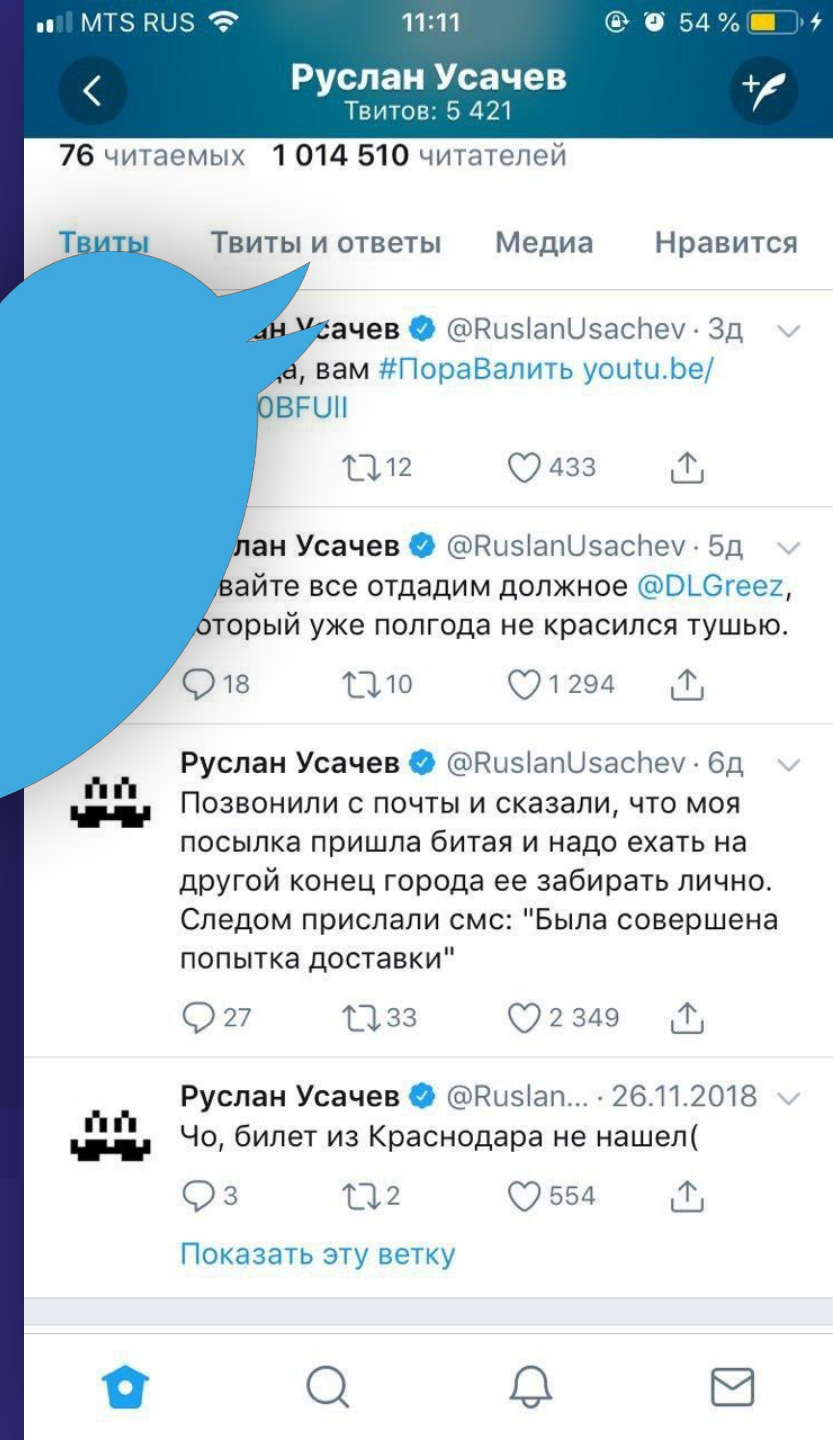 MTS RUS 11:11 54 %
Руслан Усачев
Твитов: 5 421
76 читаемых 1 014 510 читателей
Твиты Твиты и ответы Медиа Нравится
Усачев @RuslanUsachev · 3д
вам #ПораВалить youtu.be/
0BFUll
12 433
Усачев @RuslanUsachev · 5д
все отдадим должное @DLGreez,
который уже полгода не красился тушью.
18 10 1 294
Руслан Усачев @RuslanUsachev · 6д
Позвонили с почты и сказали, что моя
посылка пришла битая и надо ехать на
другой конец города ее забирать лично.
Следом прислали смс: "Была совершена
попытка доставки"
27 33 2 349
Руслан Усачев @Ruslan... · 26.11.2018
Чо, билет из Краснодара не нашел(
3 2 554
Показать эту ветку